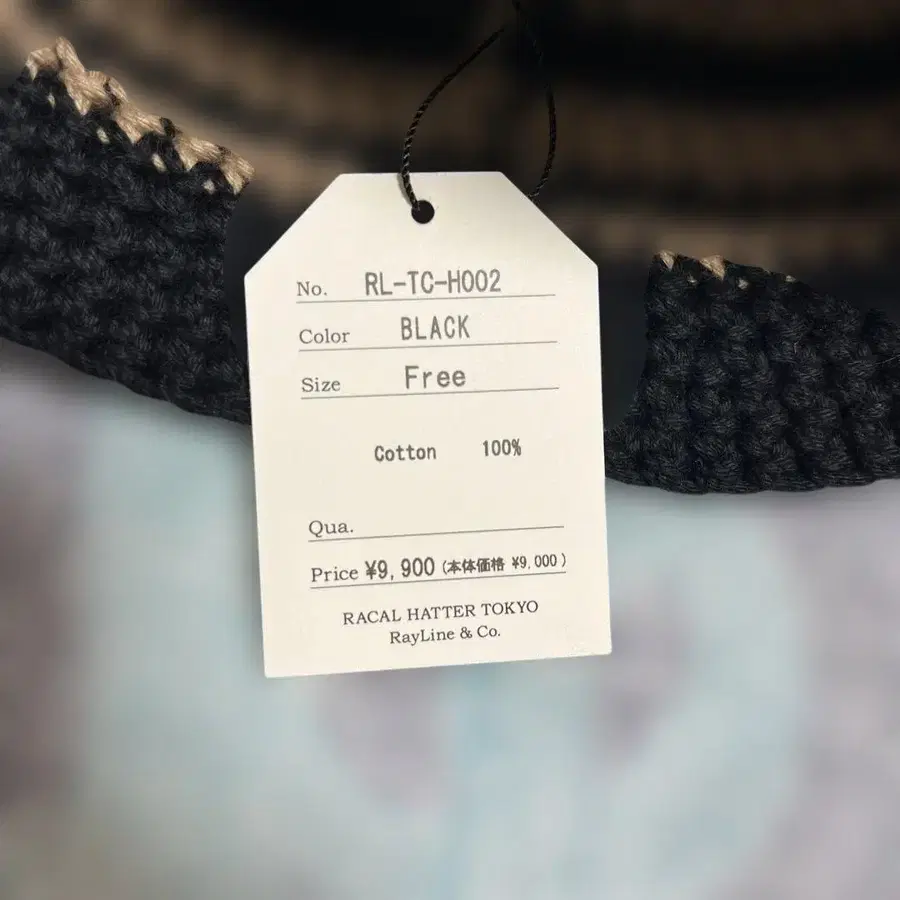 No. RL-TC-H002
Color BLACK
Size Free
Cotton 100%
Qua.
Price ¥9,900 (本体価格 ¥9,000)
RACAL HATTER TOKYO
RayLine & Co.